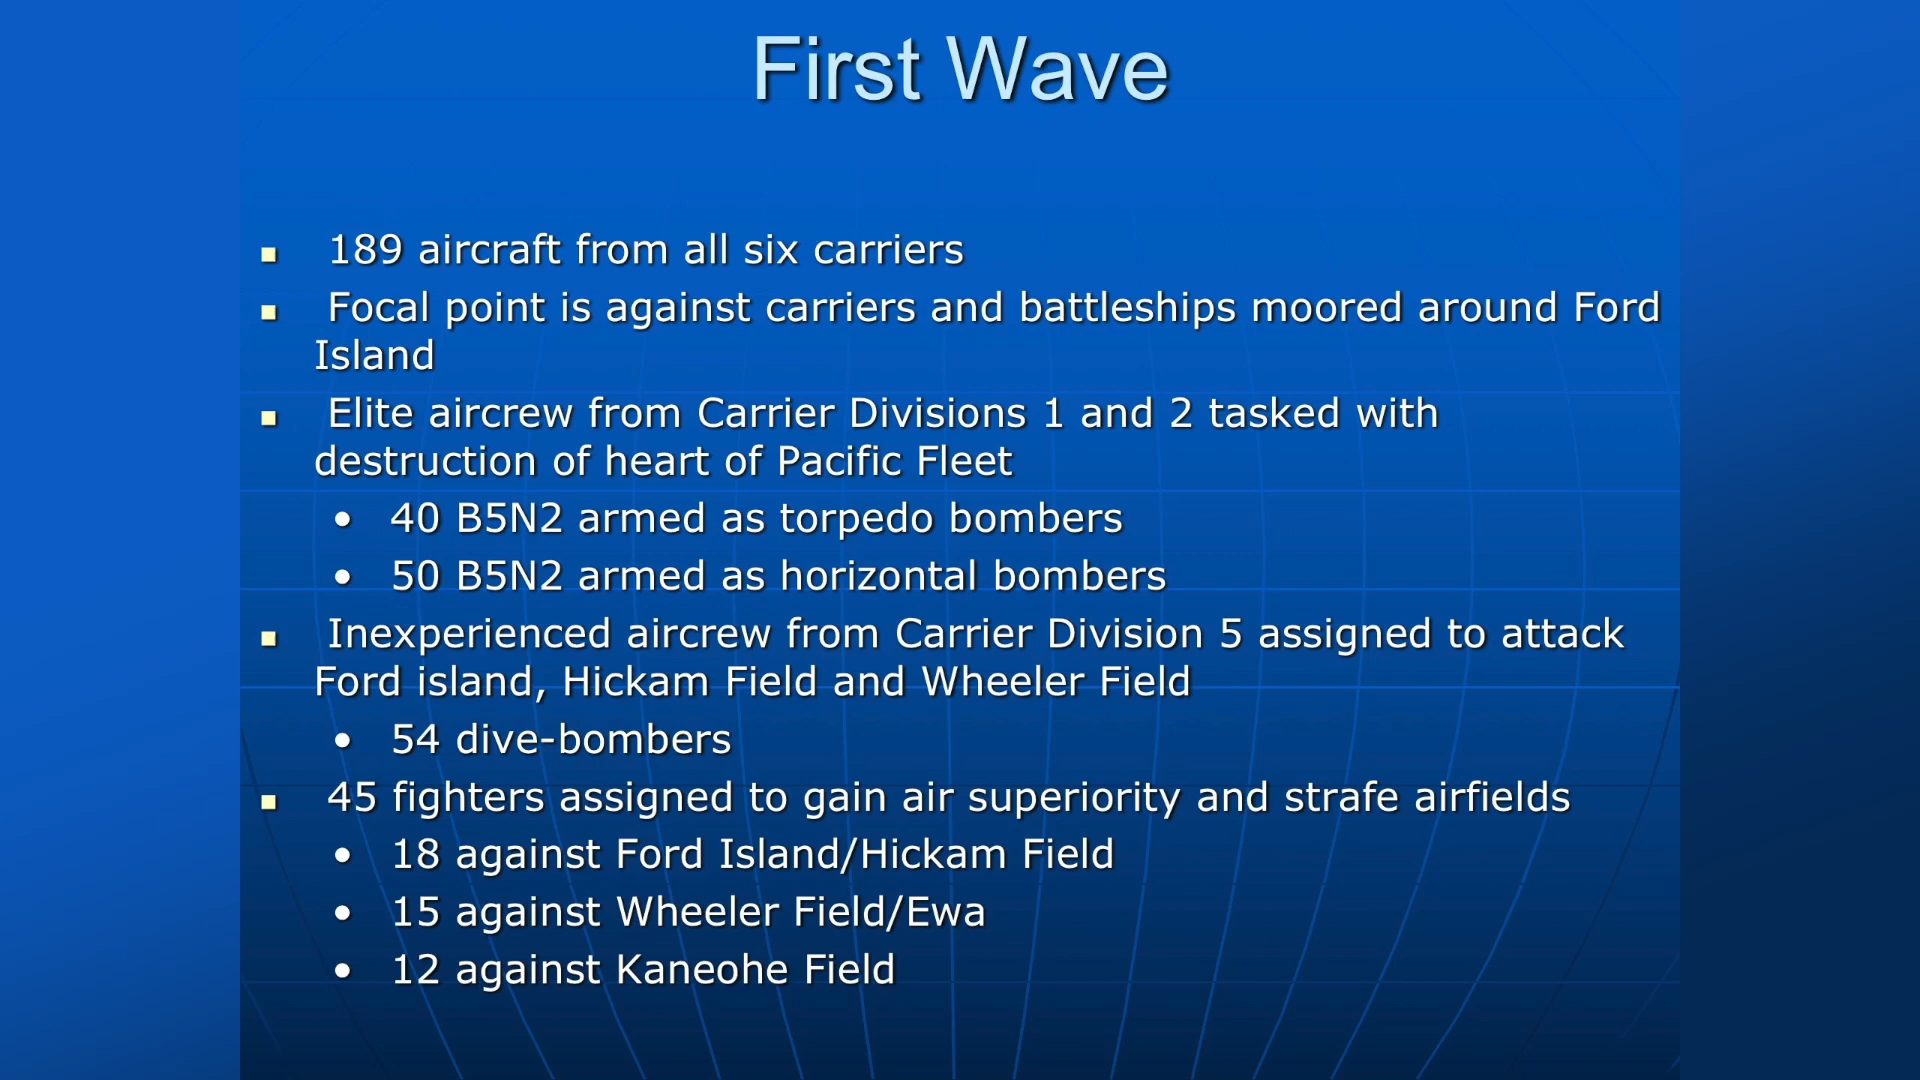 First Wave
189 aircraft from all six carriers
Focal point is against carriers and battleships moored around Ford
Island
Elite aircrew from Carrier Divisions 1 and 2 tasked with
destruction of heart of Pacific Fleet
40 B5N2 armed as torpedo bombers
50 B5N2 armed as horizontal bombers
Inexperienced aircrew from Carrier Division 5 assigned to attack
Ford island, Hickam Field and Wheeler Field
54 dive-bombers
45 fighters assigned to gain air superiority and strafe airfields
18 against Ford Island/Hickam Field
15 against Wheeler Field/Ewa
12 against Kaneohe Field